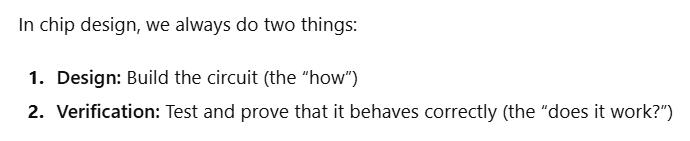 In chip design, we always do two things:
1. Design: Build the circuit (the “how”)
2. Verification: Test and prove that it behaves correctly (the “does it work?”)